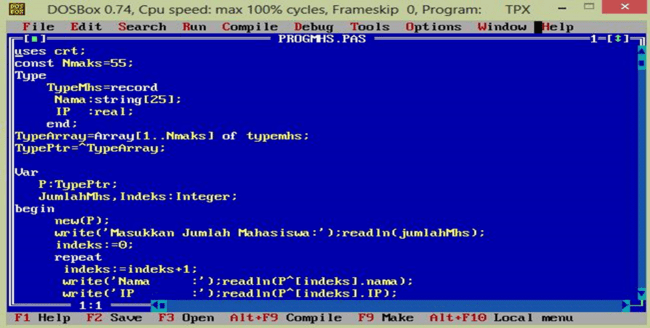 DOSBox 0.74, Cpu speed: max 100% cycles, Frameskip 0, Program: TPX
File Edit Search Run Compile Debug Tools Options Window Help
[■] PROGMHS.PAS 1=[↕]
uses crt;
const Nmaks=55;
Type
TypeMhs=record
Nama:string[25];
IP :real;
end;
TypeArray=Array[1..Nmaks] of typemhs;
TypePtr=^TypeArray;
Var
P:TypePtr;
JumlahMhs,Indeks:Integer;
begin
new(P);
write('Masukkan Jumlah Mahasiswa:');readln(jumlahMhs);
indeks:=0;
repeat
indeks:=indeks+1;
write('Nama :');readln(P^[indeks].nama);
write('IP :');readln(P^[indeks].IP);
1:1
F1 Help F2 Save F3 Open Alt+F9 Compile F9 Make Alt+F10 Local menu